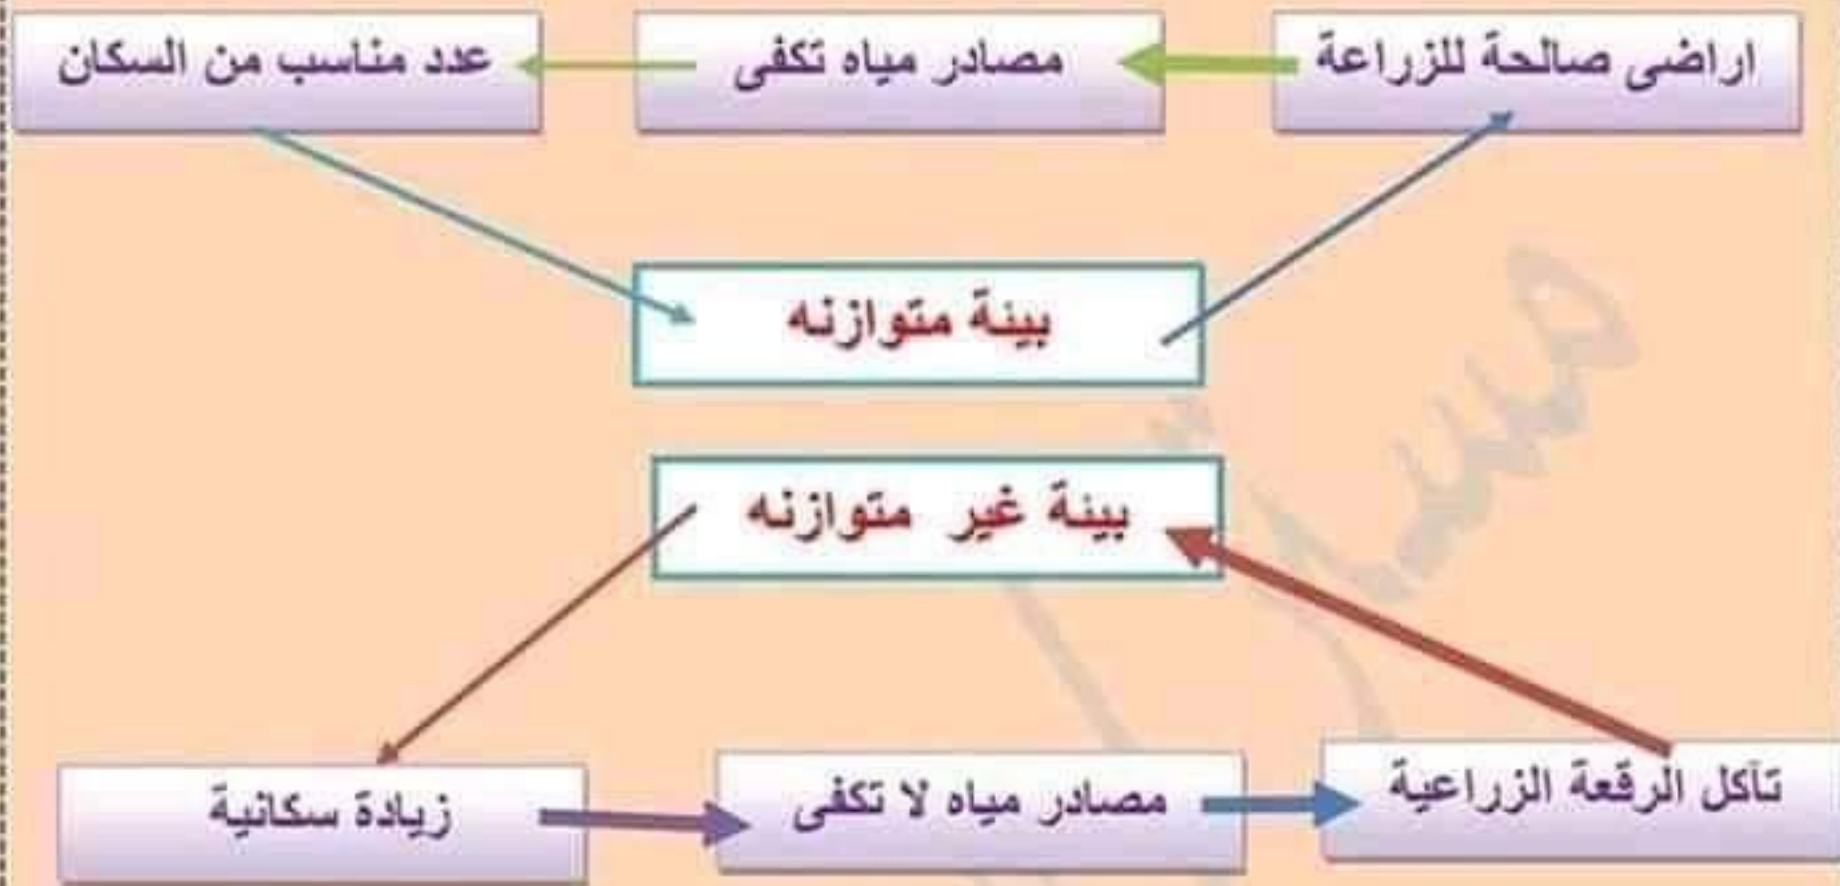 اراضى صالحة للزراعة
مصادر مياه تكفى
عدد مناسب من السكان
بيئة متوازنه
بيئة غير متوازنه
تآكل الرقعة الزراعية
مصادر مياه لا تكفى
زيادة سكانية